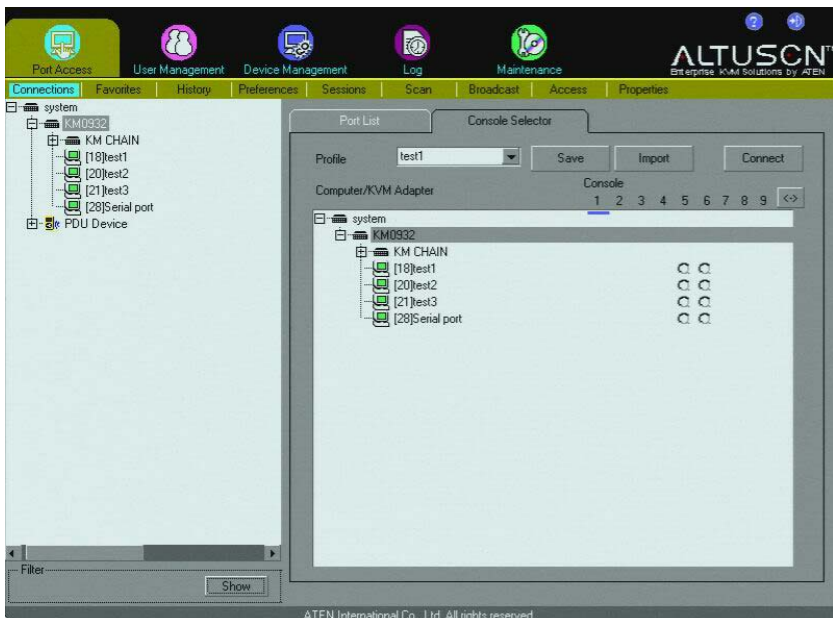 Port Access
User Management
Device Management
Log
Maintenance
ALTUSEN™
Enterprise KVM Solutions by ATEN
Connections
Favorites
History
Preferences
Sessions
Scan
Broadcast
Access
Properties
system
KM0932
KM CHAIN
[18]test1
[20]test2
[21]test3
[28]Serial port
PDU Device
Filter
Show
Port List
Console Selector
Profile
test1
Save
Import
Connect
Computer/KVM Adapter
Console
1 2 3 4 5 6 7 8 9 <->
system
KM0932
KM CHAIN
[18]test1
[20]test2
[21]test3
[28]Serial port
ATEN International Co., Ltd. All rights reserved